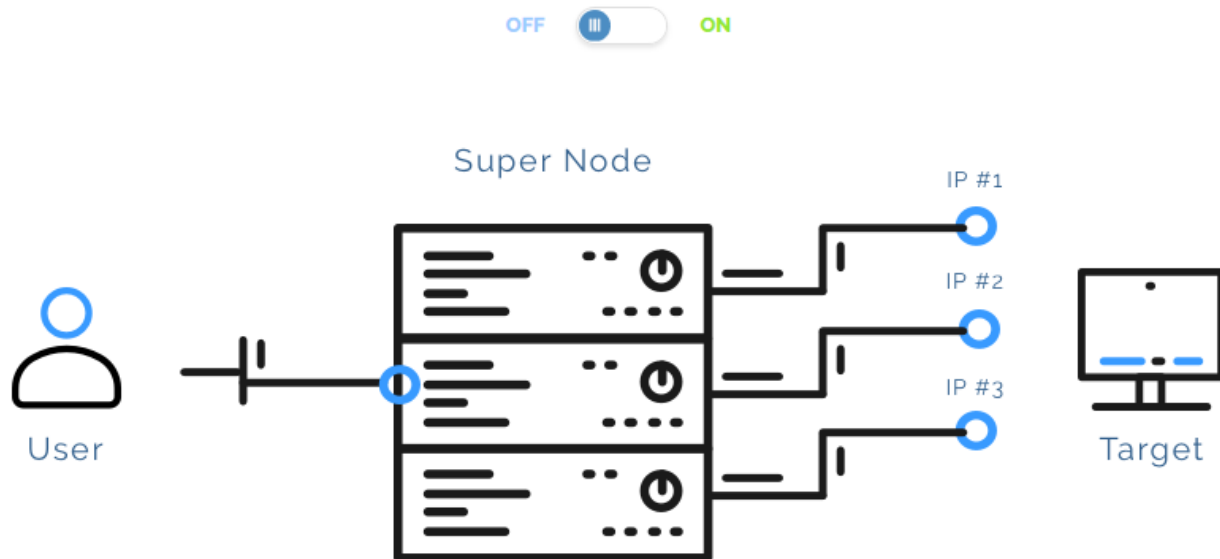 OFF ON
Super Node
IP #1
IP #2
IP #3
User
Target